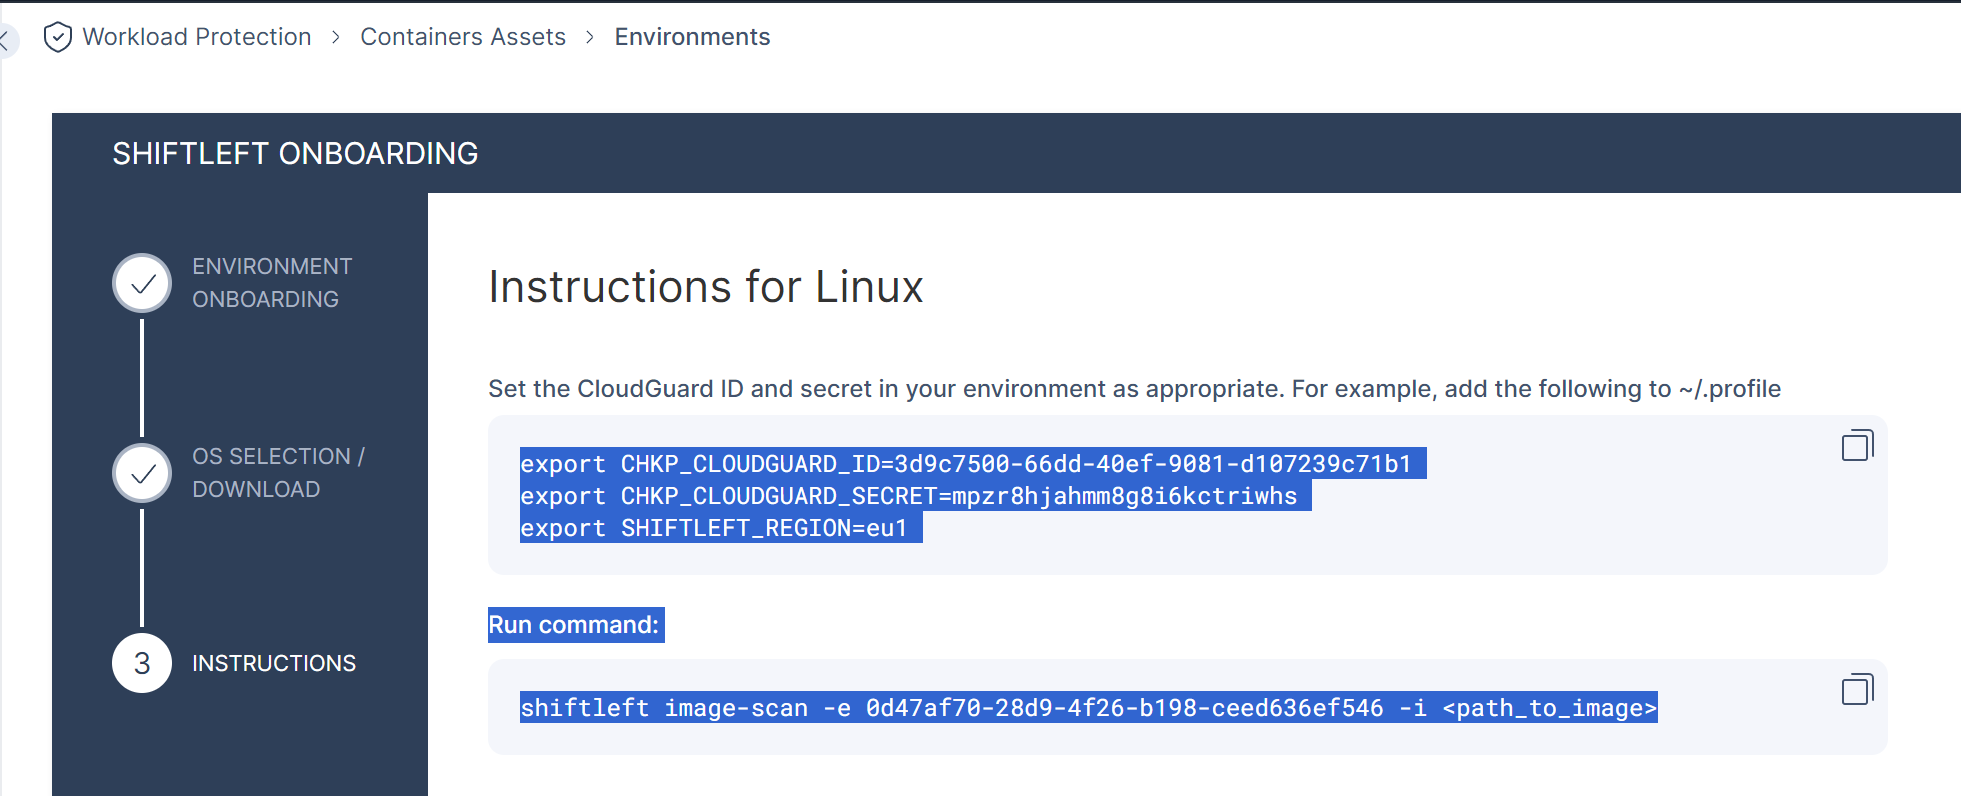 Workload Protection > Containers Assets > Environments
SHIFTLEFT ONBOARDING
ENVIRONMENT
ONBOARDING
OS SELECTION /
DOWNLOAD
3 INSTRUCTIONS
Instructions for Linux
Set the CloudGuard ID and secret in your environment as appropriate. For example, add the following to ~/.profile
export CHKP_CLOUDGUARD_ID=3d9c7500-66dd-40ef-9081-d107239c71b1
export CHKP_CLOUDGUARD_SECRET=mpzr8hjahmm8g8i6kctriwhs
export SHIFTLEFT_REGION=eu1
Run command:
shiftleft image-scan -e 0d47af70-28d9-4f26-b198-ceed636ef546 -i <path_to_image>